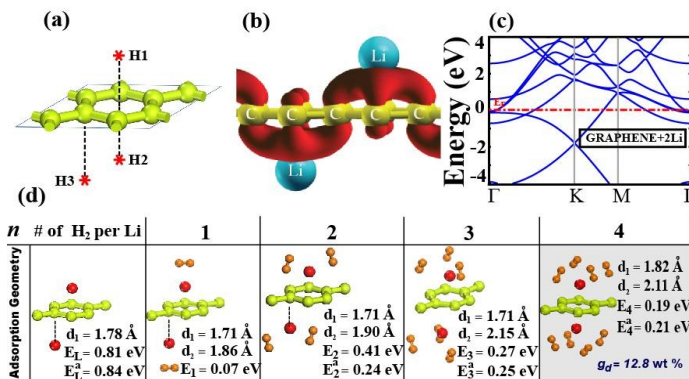 (a)
H1
H2
H3
(b)
Li
C C C C C
Li
(c)
Energy (eV)
4
2
0
-2
-4
E_F
GRAPHENE+2Li
Γ K M Γ
(d)
n # of H₂ per Li 1 2 3 4
Adsorption Geometry
d₁ = 1.78 Å
E_L = 0.81 eV
E_L^a = 0.84 eV
d₁ = 1.71 Å
d₂ = 1.86 Å
E₁ = 0.07 eV
d₁ = 1.71 Å
d₂ = 1.90 Å
E₂ = 0.41 eV
E₂^a = 0.24 eV
d₁ = 1.71 Å
d₂ = 2.15 Å
E₃ = 0.27 eV
E₃^a = 0.25 eV
d₁ = 1.82 Å
d₂ = 2.11 Å
E₄ = 0.19 eV
E₄^a = 0.21 eV
g_d = 12.8 wt %